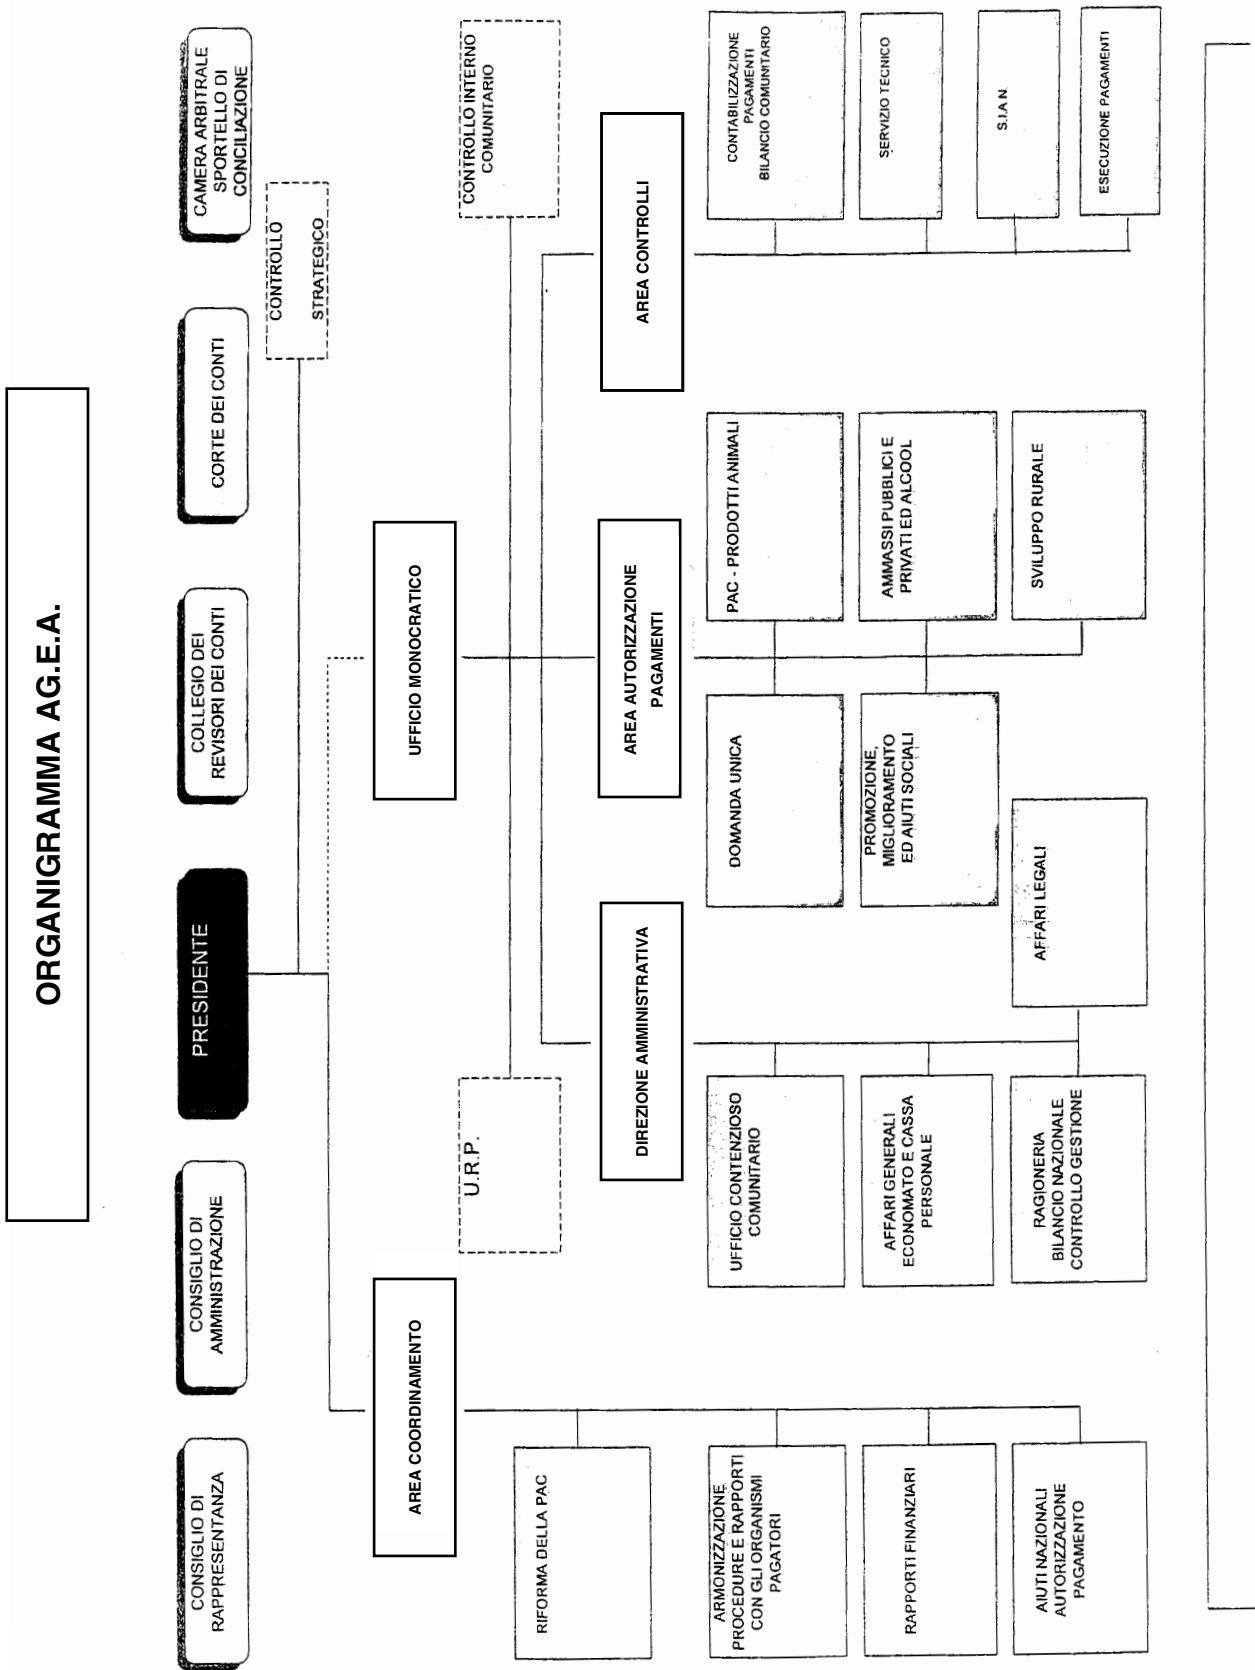 ORGANIGRAMMA AG.E.A.
CONSIGLIO DI
RAPPRESENTANZA
CONSIGLIO DI
AMMINISTRAZIONE
PRESIDENTE
COLLEGIO DEI
REVISORI DEI CONTI
CORTE DEI CONTI
CAMERA ARBITRALE
SPORTELLO DI
CONCILIAZIONE
CONTROLLO
STRATEGICO
AREA COORDINAMENTO
UFFICIO MONOCRATICO
U.R.P.
CONTROLLO INTERNO
COMUNITARIO
DIREZIONE AMMINISTRATIVA
AREA AUTORIZZAZIONE
PAGAMENTI
AREA CONTROLLI
RIFORMA DELLA PAC
ARMONIZZAZIONE
PROCEDURE E RAPPORTI
CON GLI ORGANISMI
PAGATORI
RAPPORTI FINANZIARI
AIUTI NAZIONALI
AUTORIZZAZIONE
PAGAMENTO
UFFICIO CONTENZIOSO
COMUNITARIO
AFFARI GENERALI
ECONOMATO E CASSA
PERSONALE
RAGIONERIA
BILANCIO NAZIONALE
CONTROLLO GESTIONE
AFFARI LEGALI
DOMANDA UNICA
PROMOZIONE,
MIGLIORAMENTO
ED AIUTI SOCIALI
PAC - PRODOTTI ANIMALI
AMMASSI PUBBLICI E
PRIVATI ED ALCOOL
SVILUPPO RURALE
CONTABILIZZAZIONE
PAGAMENTI
BILANCIO COMUNITARIO
SERVIZIO TECNICO
S.I.A.N.
ESECUZIONE PAGAMENTI